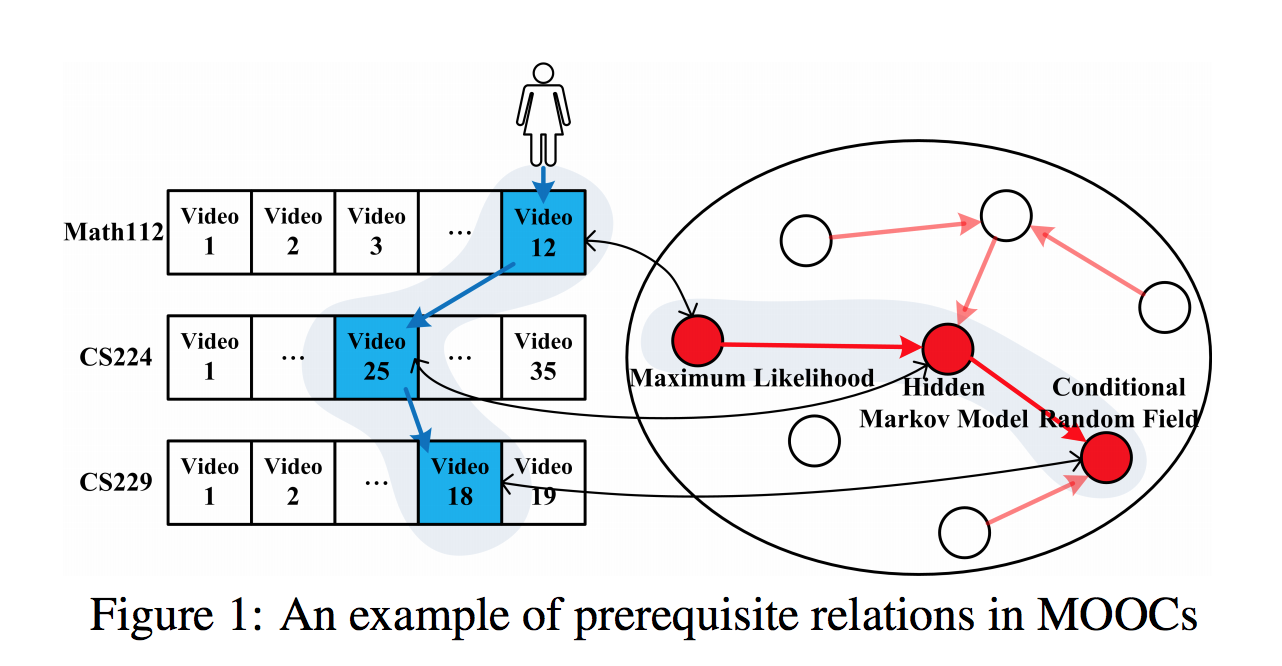 Math112
Video 1
Video 2
Video 3
...
Video 12
CS224
Video 1
...
Video 25
...
Video 35
CS229
Video 1
Video 2
...
Video 18
Video 19
Maximum Likelihood
Hidden
Markov Model
Conditional
Random Field
Figure 1: An example of prerequisite relations in MOOCs